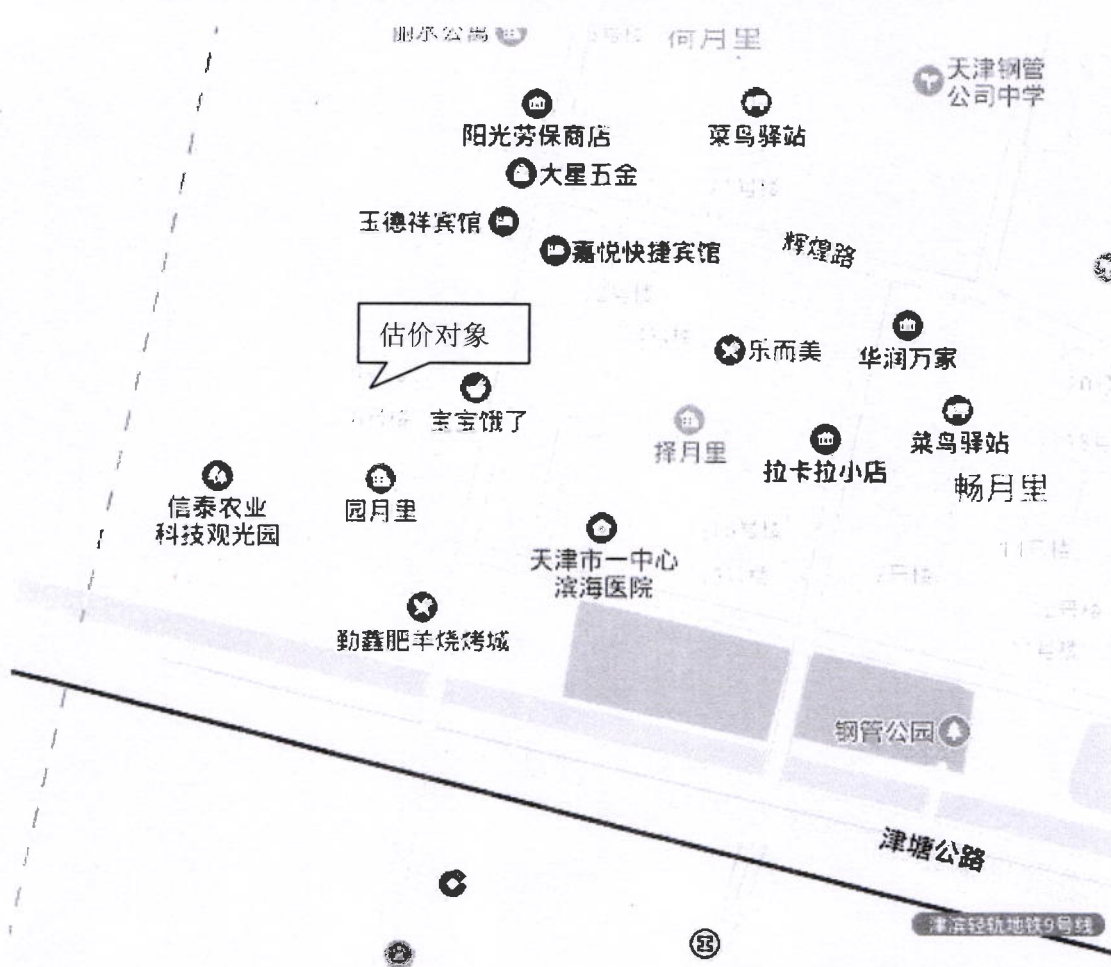 丽水公寓
荷月里
天津钢管
公司中学
阳光劳保商店
菜鸟驿站
大星五金
玉德祥宾馆
嘉悦快捷宾馆
辉煌路
估价对象
乐而美
华润万家
宝宝饿了
择月里
拉卡拉小店
菜鸟驿站
畅月里
信泰农业
科技观光园
园月里
天津市一中心
滨海医院
勤鑫肥羊烧烤城
钢管公园
津塘公路
津滨轻轨地铁9号线